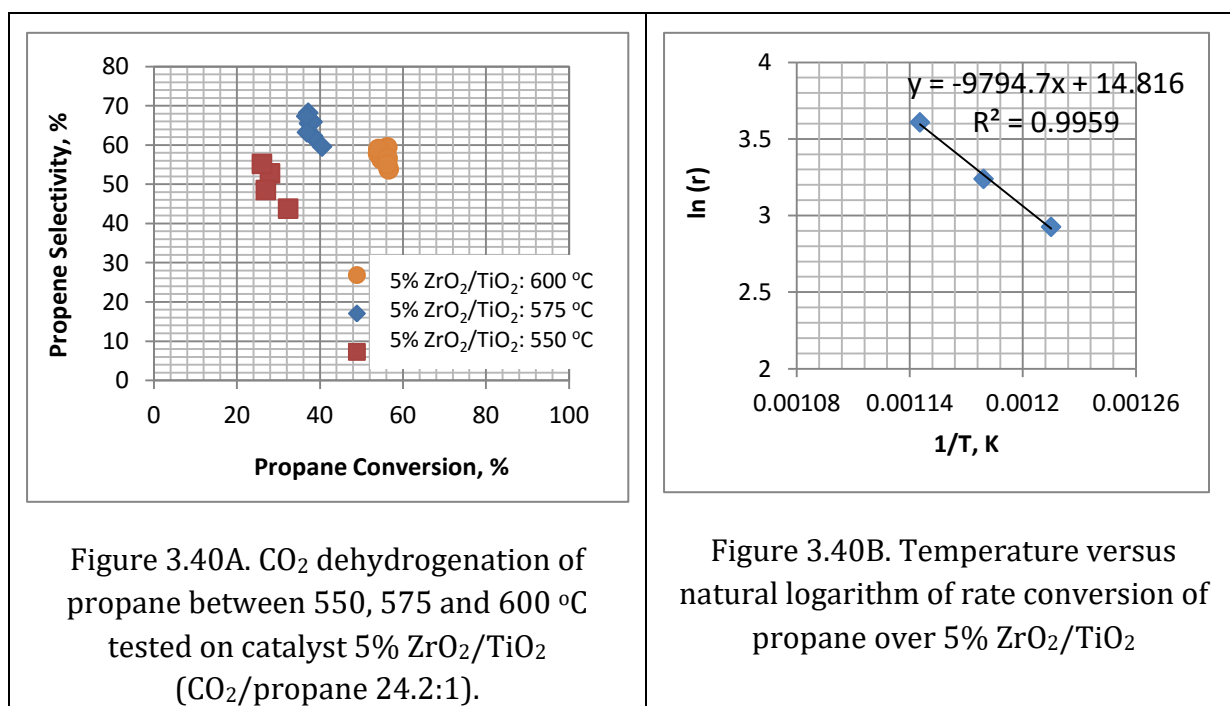 80
70
60
50
40
30
20
10
0
Propene Selectivity, %
5% ZrO₂/TiO₂: 600 °C
5% ZrO₂/TiO₂: 575 °C
5% ZrO₂/TiO₂: 550 °C
0 20 40 60 80 100
Propane Conversion, %
Figure 3.40A. CO₂ dehydrogenation of
propane between 550, 575 and 600 °C
tested on catalyst 5% ZrO₂/TiO₂
(CO₂/propane 24.2:1).
4
3.5
3
2.5
2
ln (r)
y = -9794.7x + 14.816
R² = 0.9959
0.00108 0.00114 0.0012 0.00126
1/T, K
Figure 3.40B. Temperature versus
natural logarithm of rate conversion of
propane over 5% ZrO₂/TiO₂